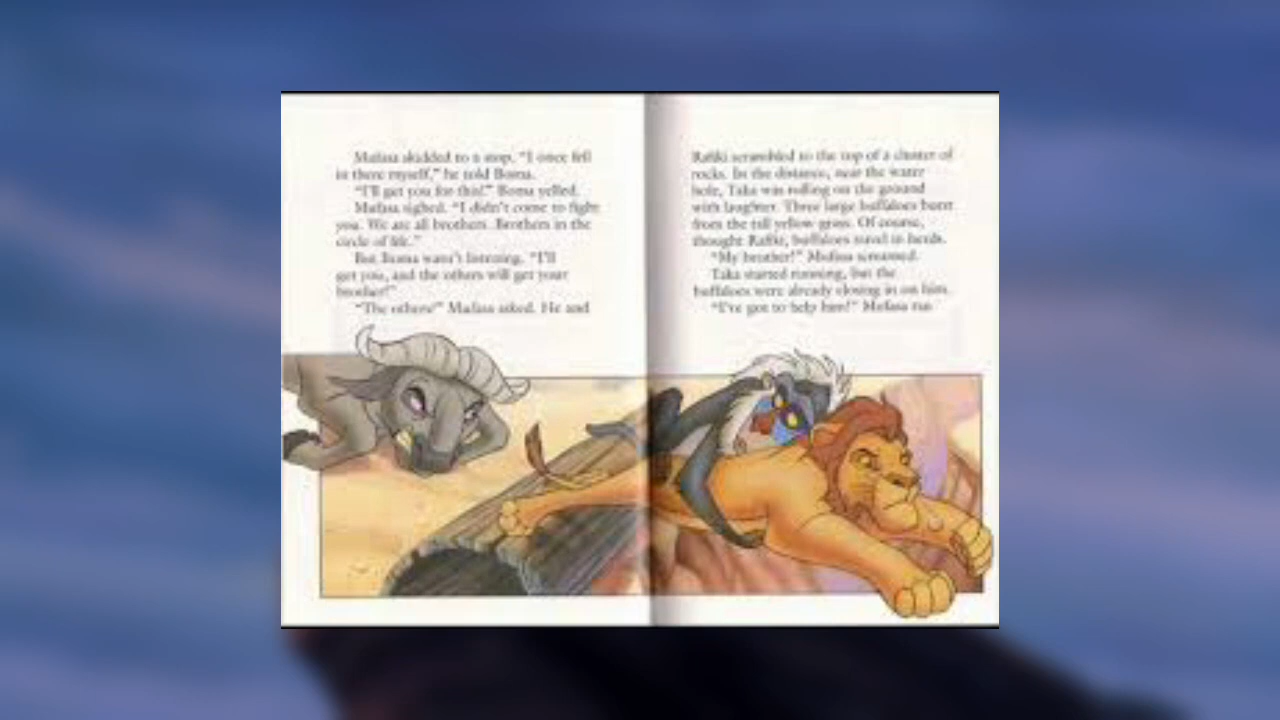 Mufasa skidded to a stop. "I once fell
in there myself," he told Boma.
"I'll get you for this!" Boma yelled.
Mufasa sighed. "I didn't come to fight
you. We are all brothers. Brothers in the
circle of life."
But Boma wasn't listening. "I'll
get you, and the others will get your
brother!"
"The others?" Mufasa asked. He and
Rafiki scrambled to the top of a cluster of
rocks. In the distance, near the water
hole, Taka was rolling on the ground
with laughter. Three large buffaloes burst
from the tall yellow grass. Of course,
thought Rafiki, buffaloes travel in herds.
"My brother!" Mufasa screamed.
Taka started running, but the
buffaloes were already closing in on him.
"I've got to help him!" Mufasa ran